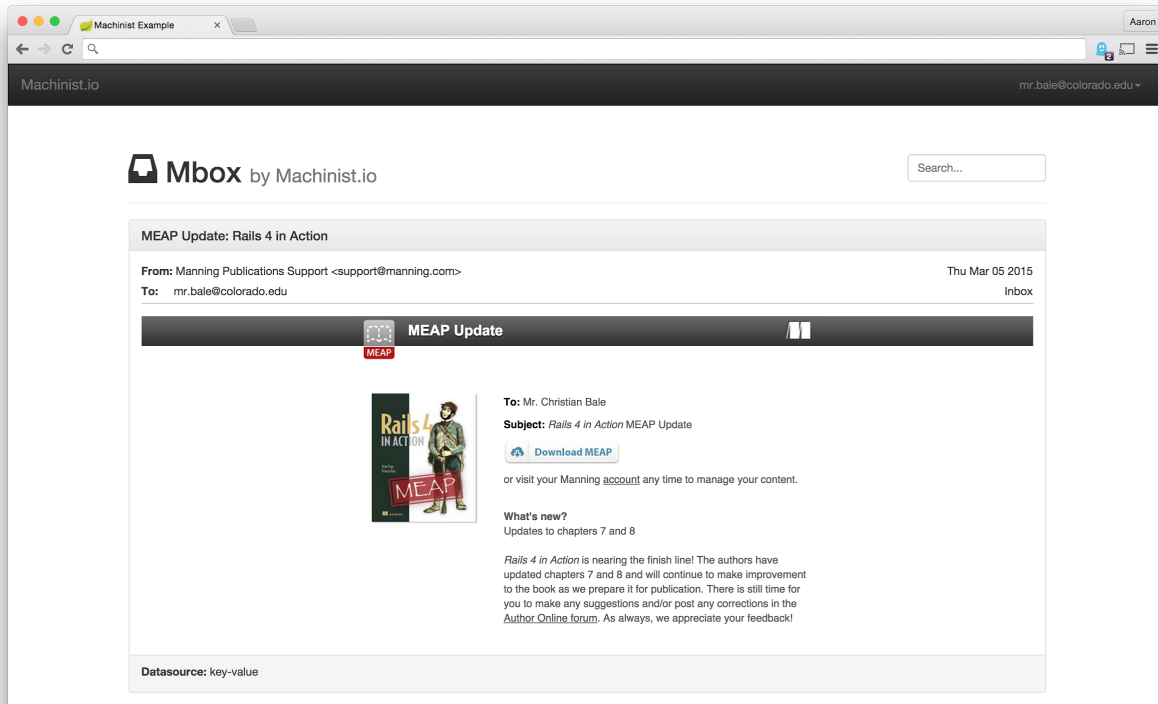 Machinist Example
Aaron
2
Machinist.io
mr.bale@colorado.edu
Mbox by Machinist.io
Search...
MEAP Update: Rails 4 in Action
From: Manning Publications Support <support@manning.com>
Thu Mar 05 2015
To: mr.bale@colorado.edu
Inbox
MEAP Update
MEAP
Rails 4
IN ACTION
MEAP
To: Mr. Christian Bale
Subject: Rails 4 in Action MEAP Update
Download MEAP
or visit your Manning account any time to manage your content.
What's new?
Updates to chapters 7 and 8
Rails 4 in Action is nearing the finish line! The authors have
updated chapters 7 and 8 and will continue to make improvement
to the book as we prepare it for publication. There is still time for
you to make any suggestions and/or post any corrections in the
Author Online forum. As always, we appreciate your feedback!
Datasource: key-value